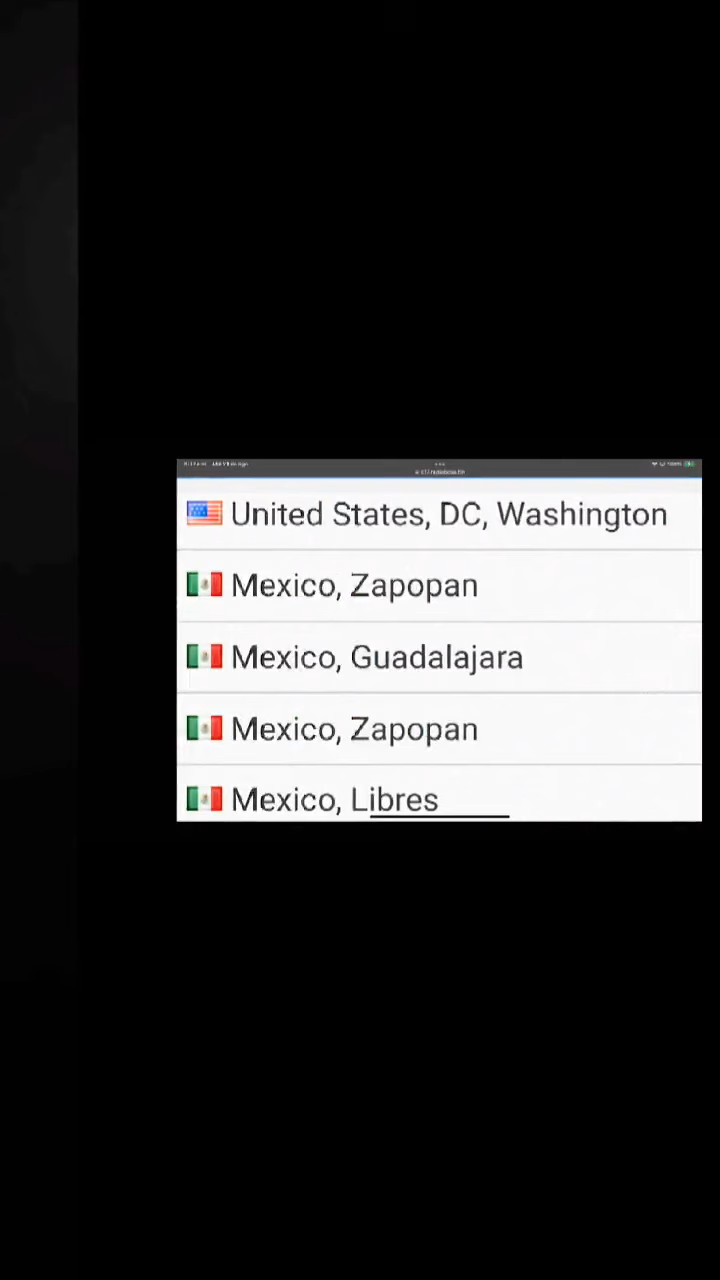 United States, DC, Washington
Mexico, Zapopan
Mexico, Guadalajara
Mexico, Zapopan
Mexico, Libres